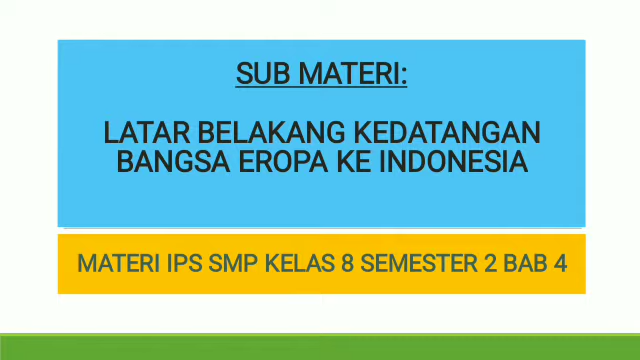 SUB MATERI:
LATAR BELAKANG KEDATANGAN
BANGSA EROPA KE INDONESIA
MATERI IPS SMP KELAS 8 SEMESTER 2 BAB 4